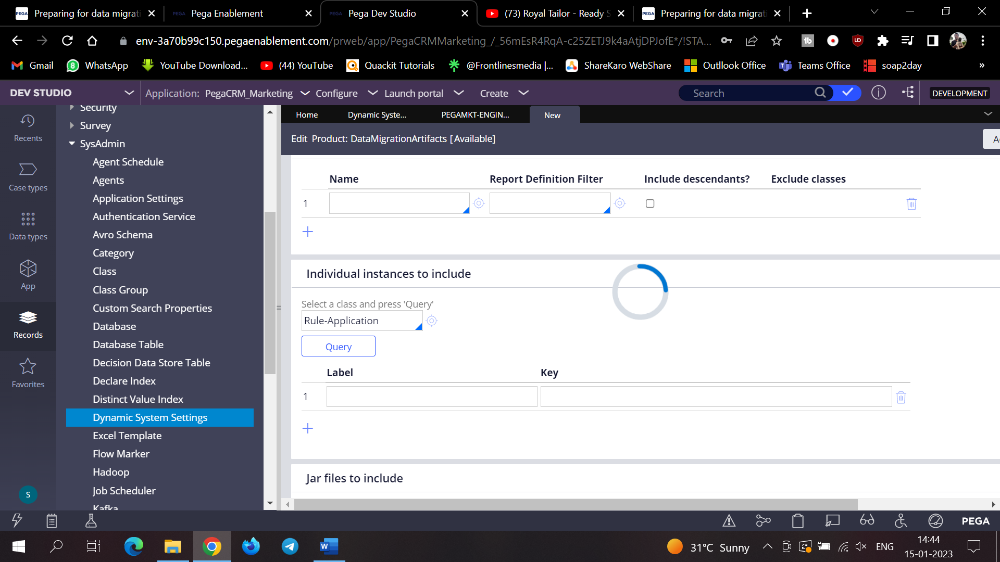 PEGA Preparing for data migrati
PEGA Pega Enablement
PEGA Pega Dev Studio
(73) Royal Tailor - Ready S
PEGA Preparing for data migrati
env-3a70b99c150.pegaenablement.com/prweb/app/PegaCRMMarketing_/_56mEsR4RqA-c25ZETJ9k4aAtjDPJofE*/!STA...
Gmail
8 WhatsApp
YouTube Download...
(44) YouTube
Quackit Tutorials
@Frontlinesmedia |...
ShareKaro WebShare
Outllook Office
Teams Office
soap2day
»
DEV STUDIO
Application: PegaCRM_Marketing
Configure
Launch portal
Create
Search
DEVELOPMENT
Recents
Case types
Data types
App
Records
Favorites
S
Security
Survey
SysAdmin
Agent Schedule
Agents
Application Settings
Authentication Service
Avro Schema
Category
Class
Class Group
Custom Search Properties
Database
Database Table
Decision Data Store Table
Declare Index
Distinct Value Index
Dynamic System Settings
Excel Template
Flow Marker
Hadoop
Job Scheduler
Kafka
Home
Dynamic Syste...
PEGAMKT-ENGIN...
New
Edit Product: DataMigrationArtifacts [Available]
Name Report Definition Filter Include descendants? Exclude classes
1
Individual instances to include
Select a class and press 'Query'
Rule-Application
Query
Label Key
1
Jar files to include
PEGA
31°C Sunny
ENG
14:44
15-01-2023